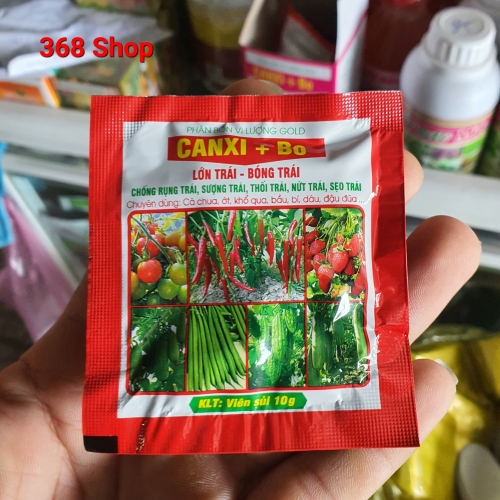 368 Shop
CANXI + Bo
PHÂN BÓN VI LƯỢNG GOLD
CANXI + Bo
LỚN TRÁI - BÓNG TRÁI
CHỐNG RỤNG TRÁI, SƯỢNG TRÁI, THỐI TRÁI, NỨT TRÁI, SẸO TRÁI
Chuyên dùng: Cà chua, ớt, khổ qua, bầu, bí, dâu, đậu đũa ...
KLT: Viên sủi 10g